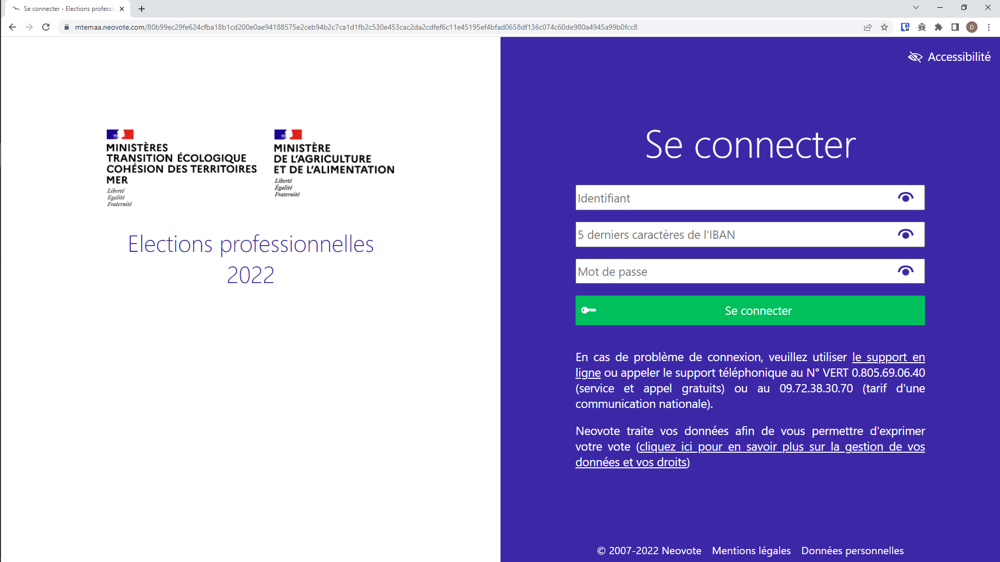 Se connecter - Elections professi
mtemaa.neovote.com/80b99ec29fe624cfba18b1cd200e0ae94188575e2ceb94b2c7ca1d1fb2c530e453cac2da2cdfef6c11e45195ef4bfad0658df136c074c60de980a4945a99b0fcc8
D
Accessibilité
MINISTÈRES
TRANSITION ÉCOLOGIQUE
COHÉSION DES TERRITOIRES
MER
Liberté
Égalité
Fraternité
MINISTÈRE
DE L'AGRICULTURE
ET DE L'ALIMENTATION
Liberté
Égalité
Fraternité
Elections professionnelles
2022
Se connecter
Identifiant
5 derniers caractères de l'IBAN
Mot de passe
Se connecter
En cas de problème de connexion, veuillez utiliser le support en
ligne ou appeler le support téléphonique au N° VERT 0.805.69.06.40
(service et appel gratuits) ou au 09.72.38.30.70 (tarif d'une
communication nationale).
Neovote traite vos données afin de vous permettre d'exprimer
votre vote (cliquez ici pour en savoir plus sur la gestion de vos
données et vos droits)
© 2007-2022 Neovote Mentions légales Données personnelles